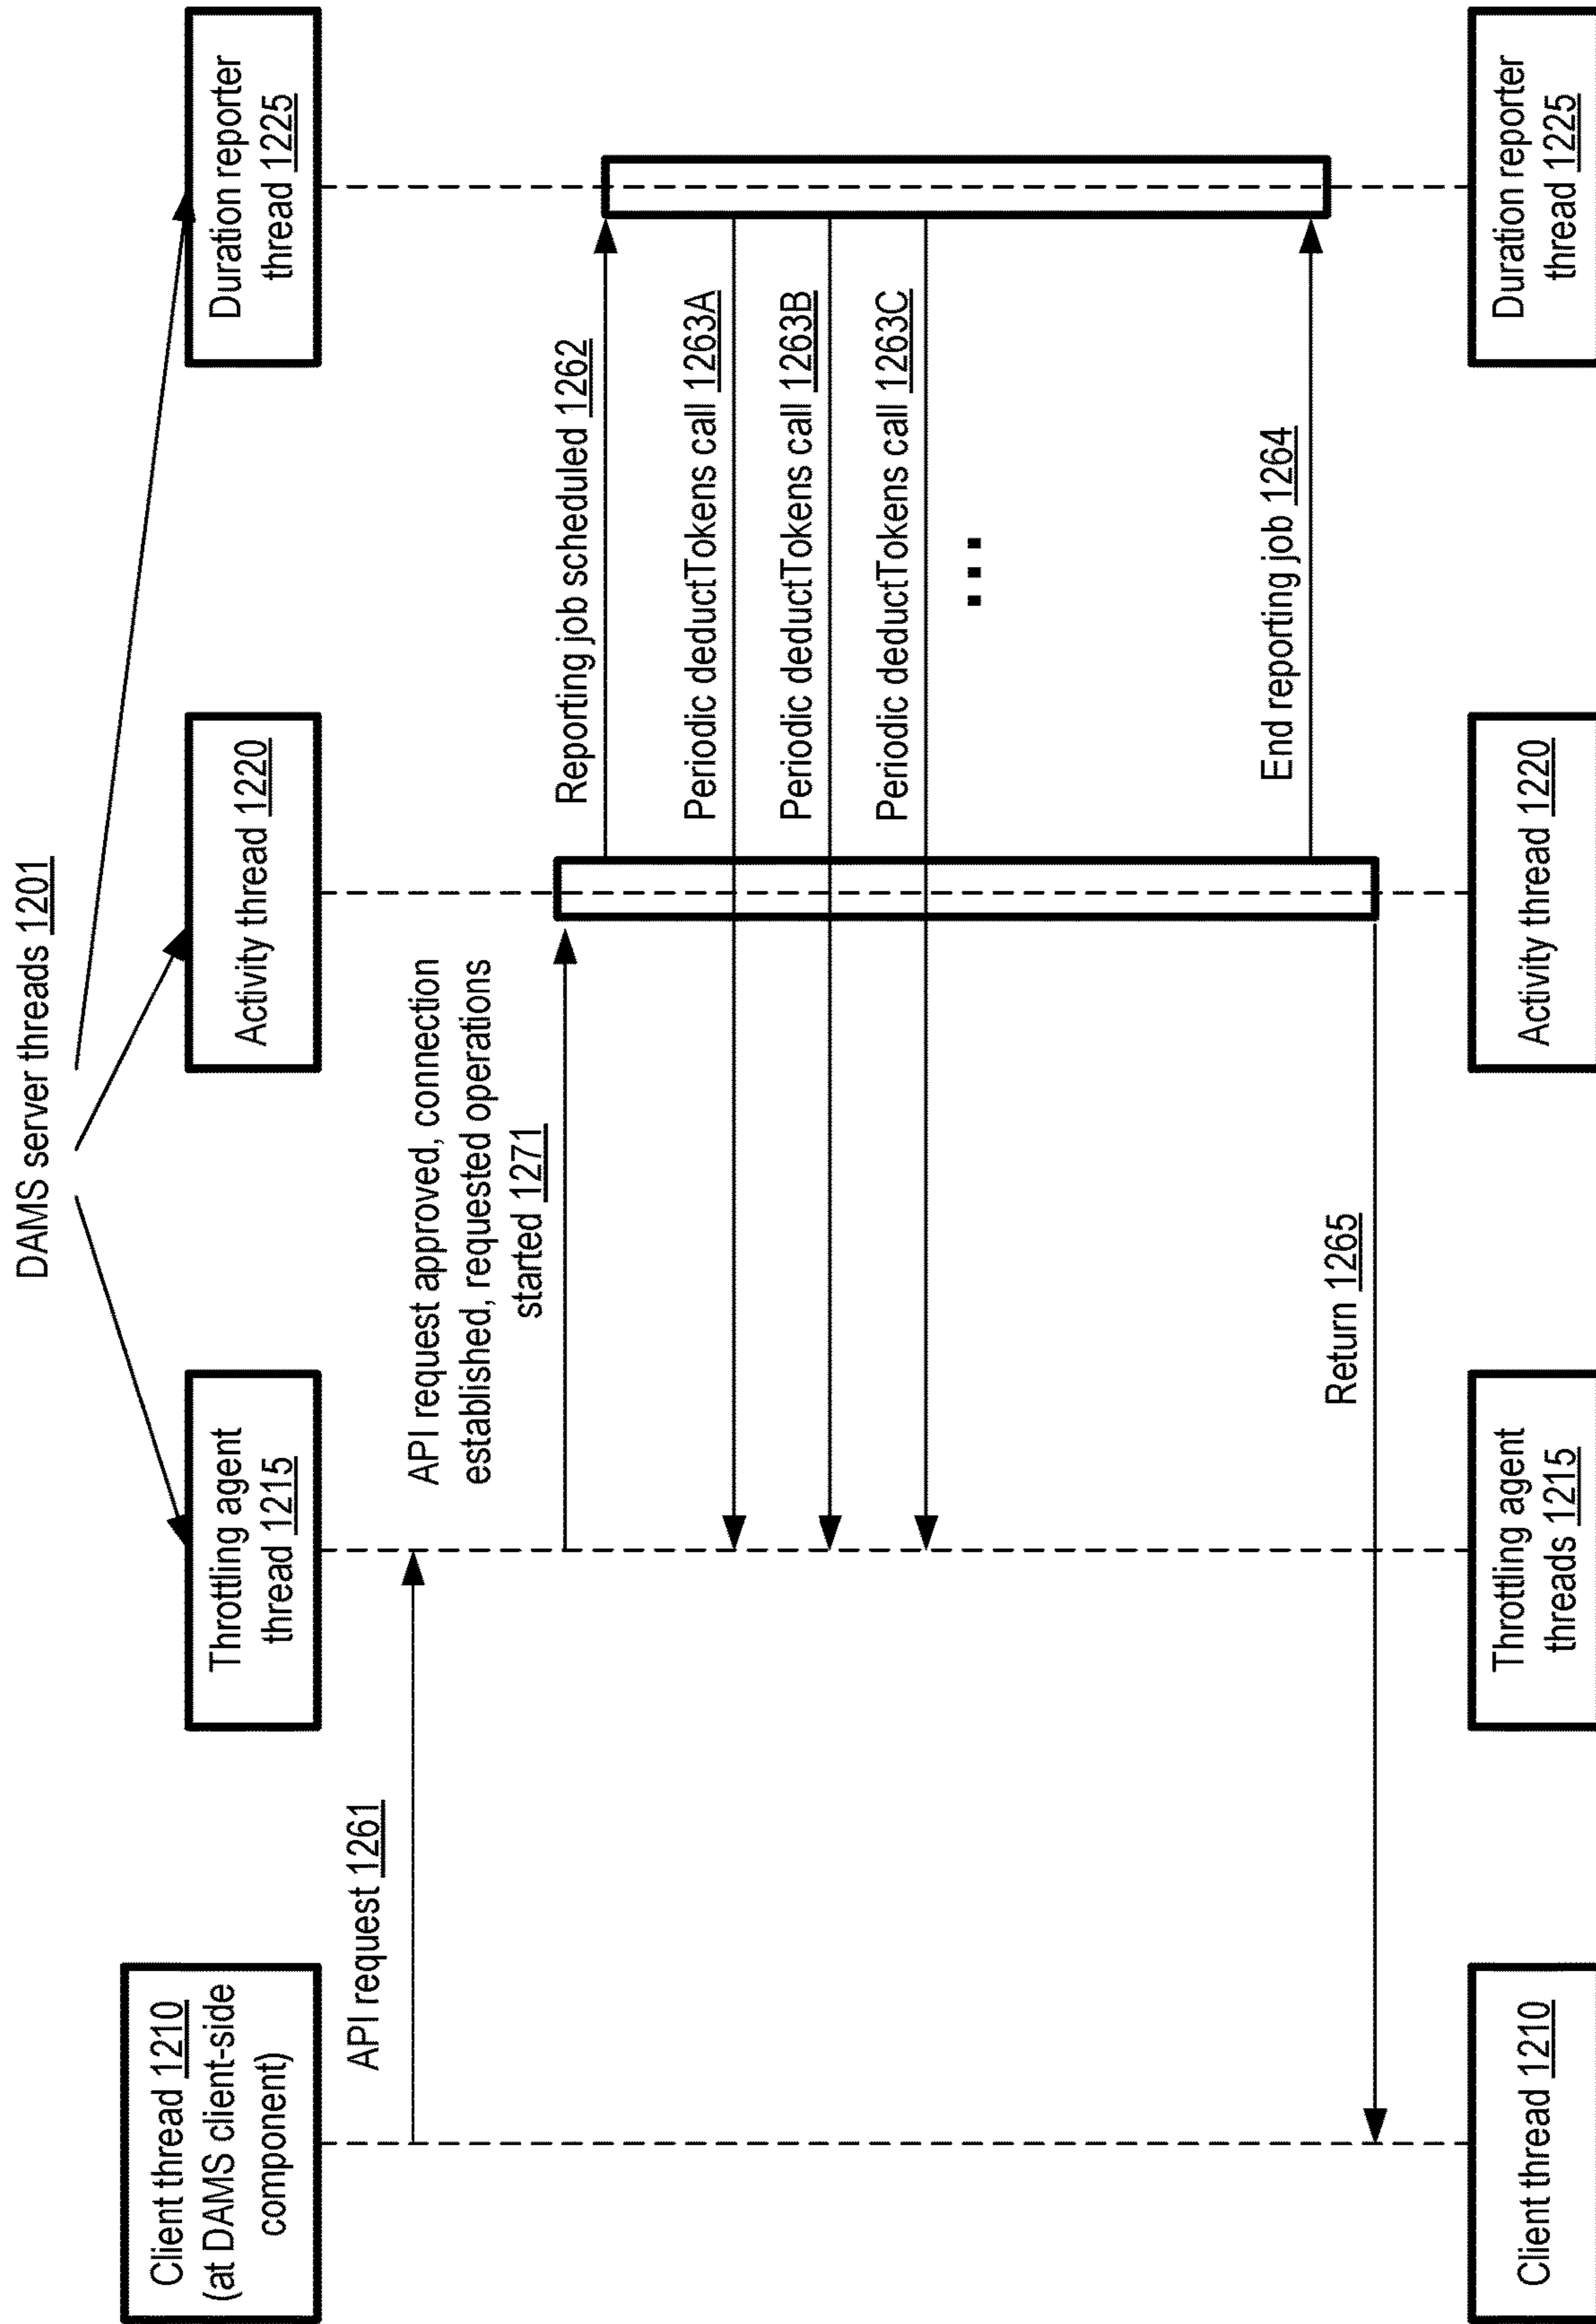 DAMS server threads 1201
Client thread 1210
(at DAMS client-side
component)
Throttling agent
thread 1215
Activity thread 1220
Duration reporter
thread 1225
API request 1261
API request approved, connection
established, requested operations
started 1271
Reporting job scheduled 1262
Periodic deductTokens call 1263A
Periodic deductTokens call 1263B
Periodic deductTokens call 1263C
...
End reporting job 1264
Return 1265
Client thread 1210
Throttling agent
threads 1215
Activity thread 1220
Duration reporter
thread 1225